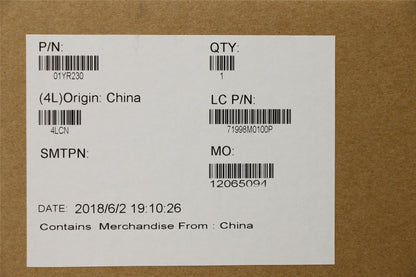 P/N: QTY:
01YR230 1
(4L)Origin: China LC P/N:
4LCN 71998M0100P
SMTPN: MO:
12065094
DATE: 2018/6/2 19:10:26
Contains Merchandise From : China